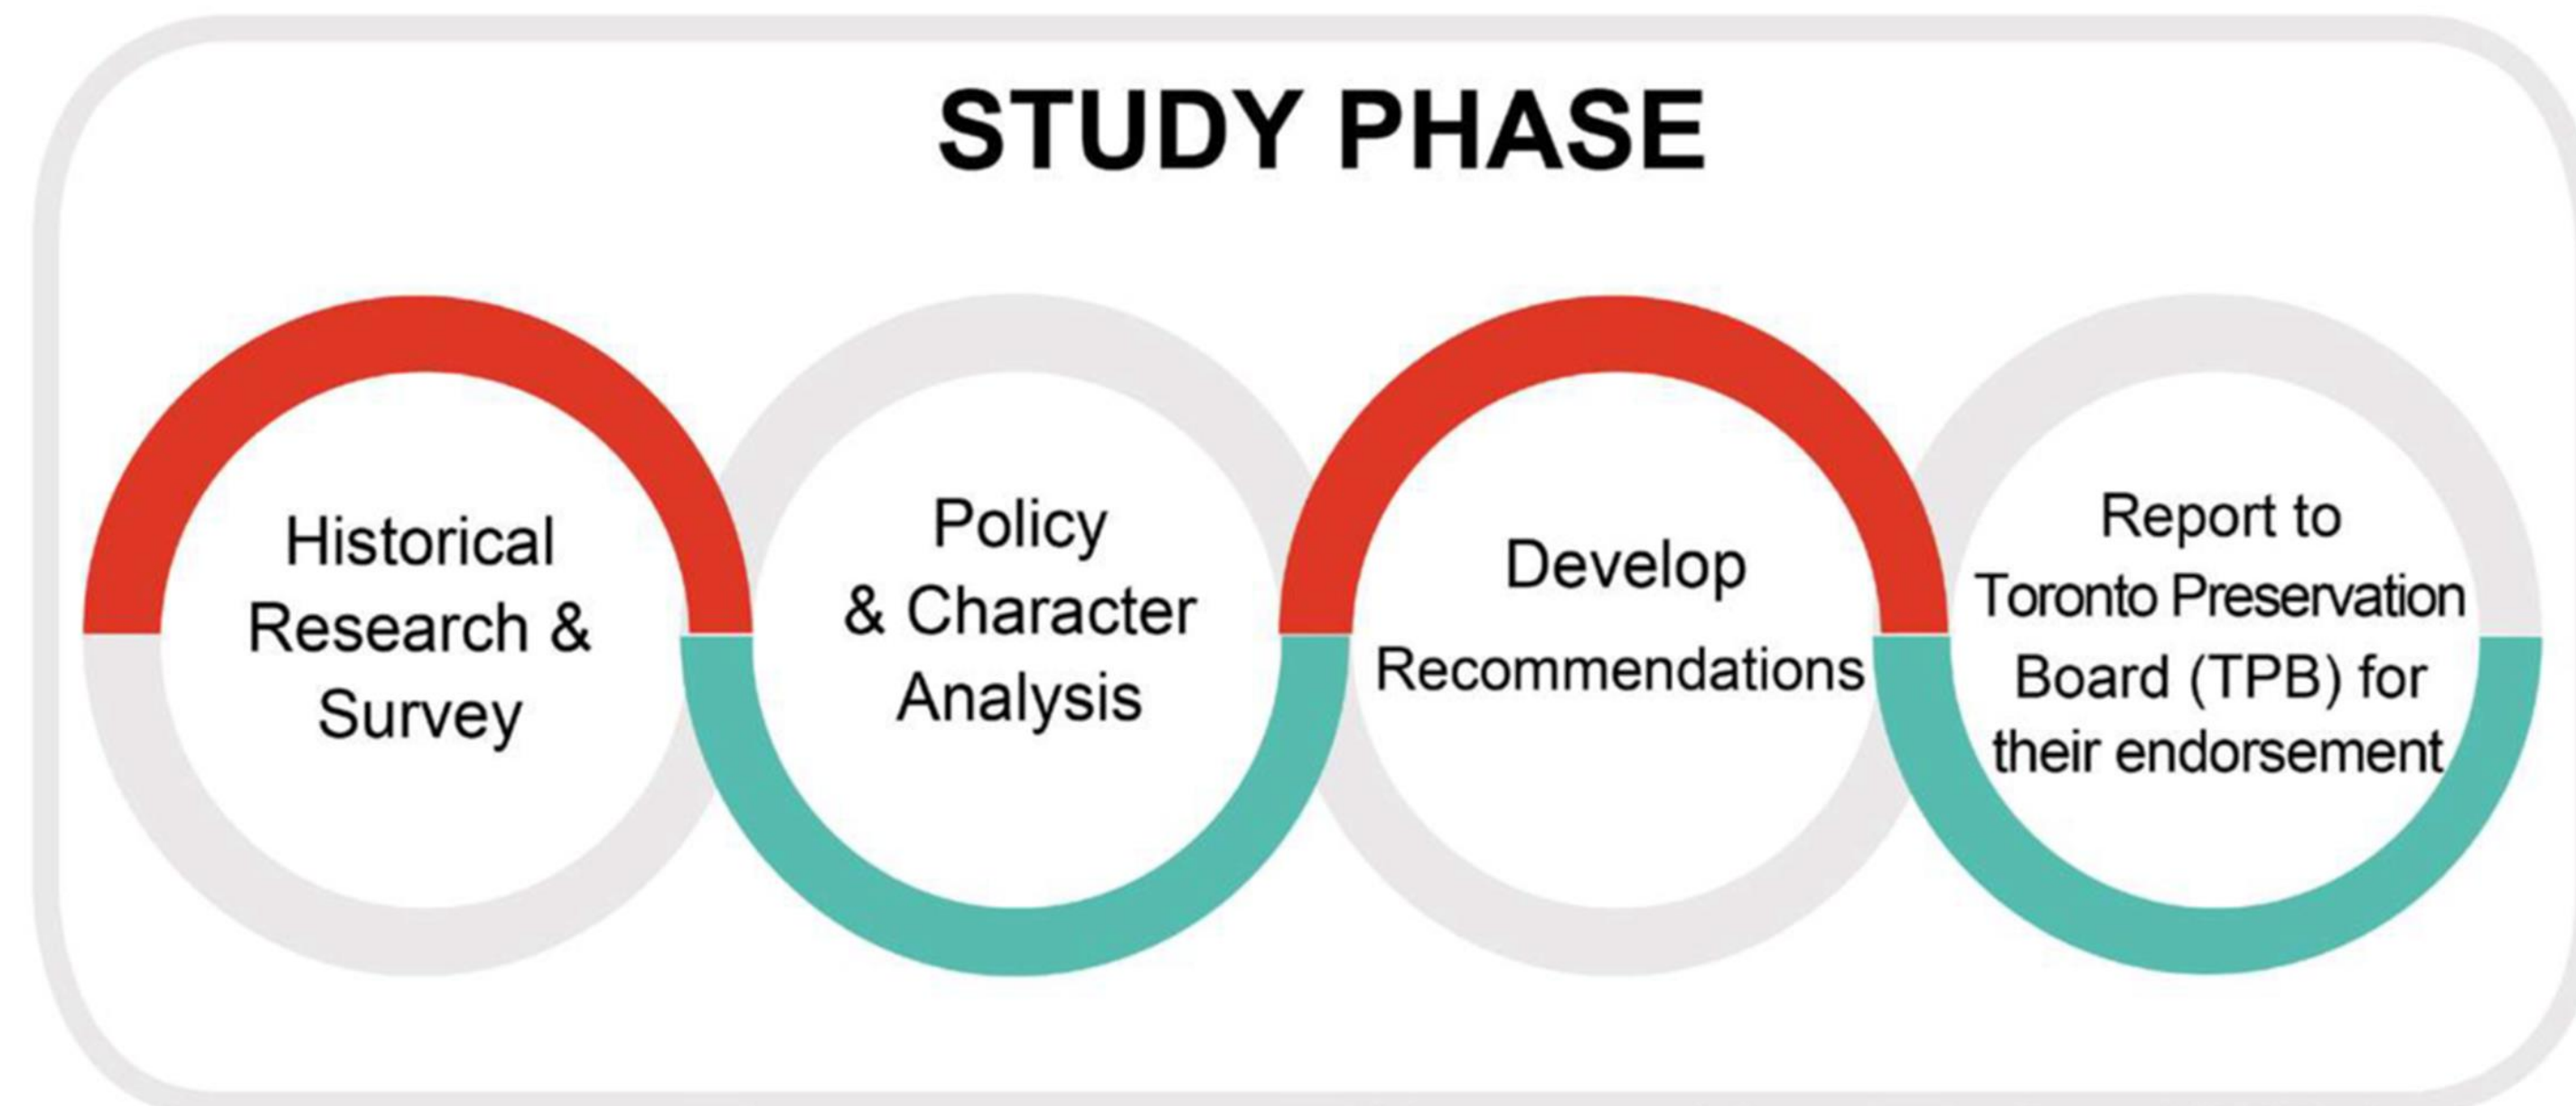 STUDY PHASE
Historical
Research &
Survey
Policy
& Character
Analysis
Develop
Recommendations
Report to
Toronto Preservation
Board (TPB) for
their endorsement